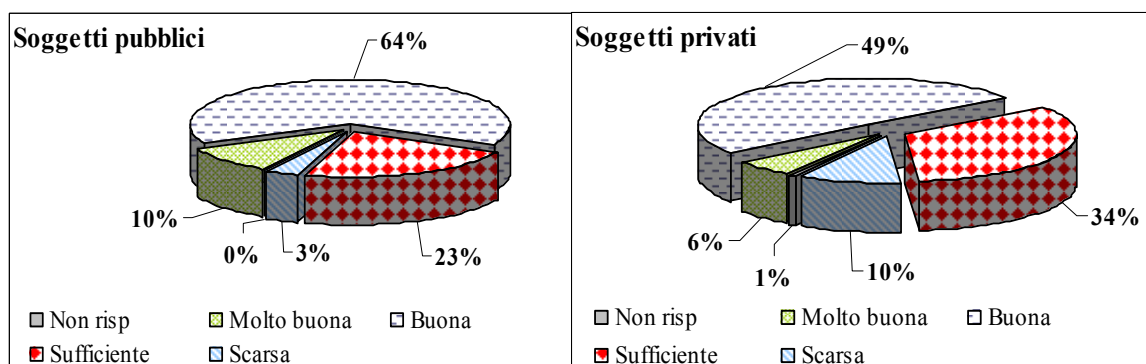 Soggetti pubblici
64%
10%
0%
3%
23%
Non risp Molto buona Buona
Sufficiente Scarsa
Soggetti privati
49%
34%
6%
1%
10%
Non risp Molto buona Buona
Sufficiente Scarsa